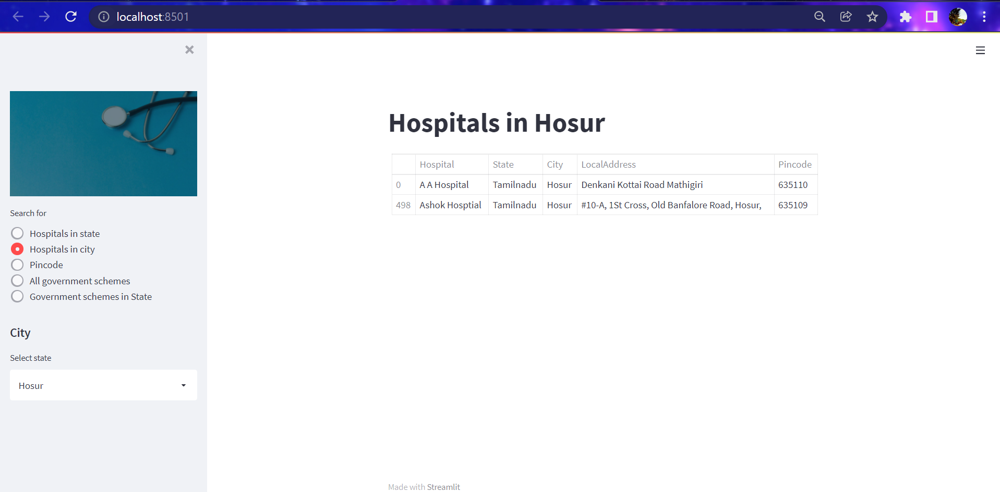 localhost:8501
Search for
Hospitals in state
Hospitals in city
Pincode
All government schemes
Government schemes in State
City
Select state
Hosur
Hospitals in Hosur
Hospital State City LocalAddress Pincode
0 A A Hospital Tamilnadu Hosur Denkani Kottai Road Mathigiri 635110
498 Ashok Hosptial Tamilnadu Hosur #10-A, 1St Cross, Old Banfalore Road, Hosur, 635109
Made with Streamlit